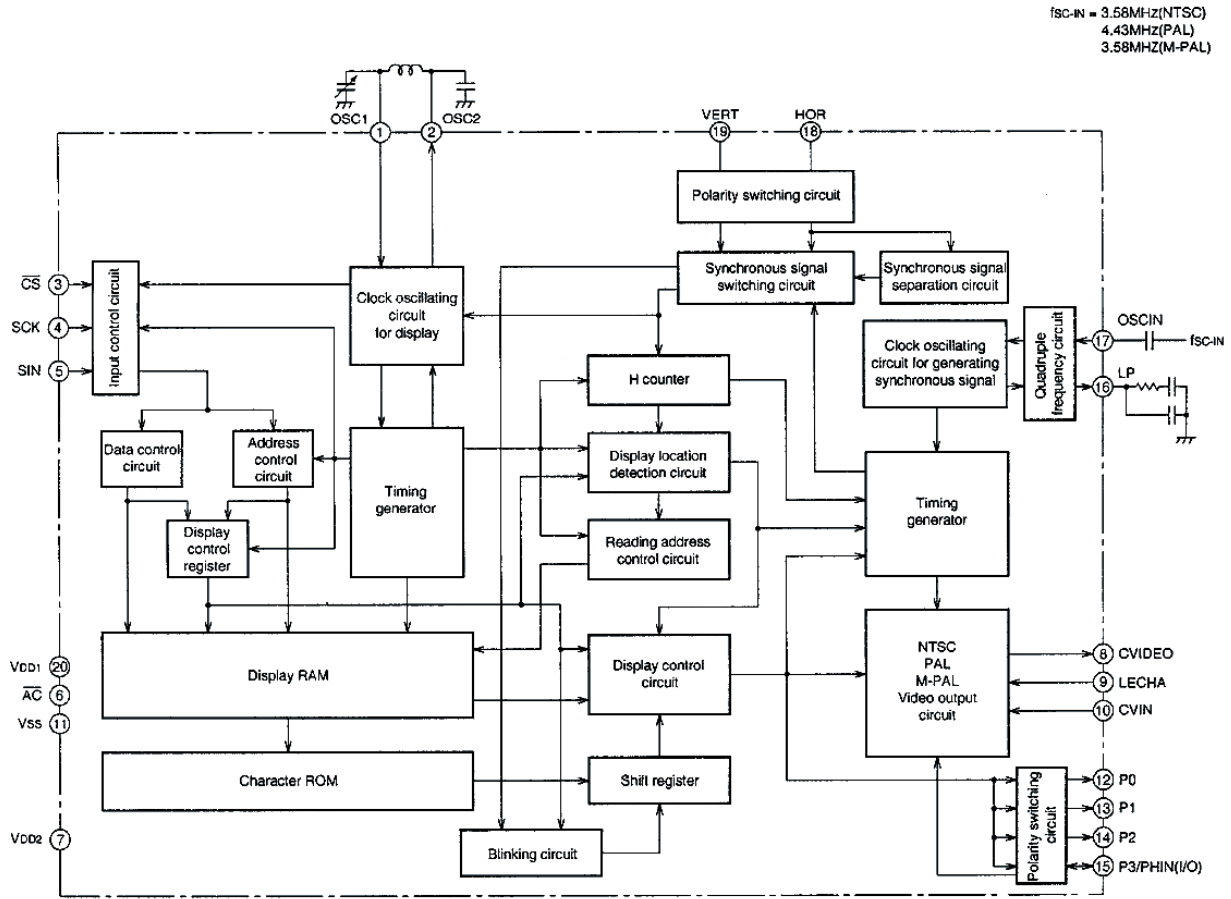 fSC-IN = 3.58MHz(NTSC)
4.43MHz(PAL)
3.58MHZ(M-PAL)
OSC1
1
2
OSC2
VERT
19
HOR
18
Polarity switching circuit
CS
3
SCK
4
SIN
5
Input control circuit
Clock oscillating
circuit
for display
Synchronous signal
switching circuit
Synchronous signal
separation circuit
Clock oscillating
circuit for generating
synchronous signal
Quadruple
frequency circuit
17
OSCIN
fSC-IN
16
LP
H counter
Data control
circuit
Address
control
circuit
Timing
generator
Display location
detection circuit
Timing
generator
Display
control
register
Reading address
control circuit
VDD1
20
AC
6
VSS
11
Display RAM
Display control
circuit
NTSC
PAL
M-PAL
Video output
circuit
8
CVIDEO
9
LECHA
10
CVIN
Character ROM
Shift register
VDD2
7
Blinking circuit
Polarity switching
circuit
12
P0
13
P1
14
P2
15
P3/PHIN(I/O)